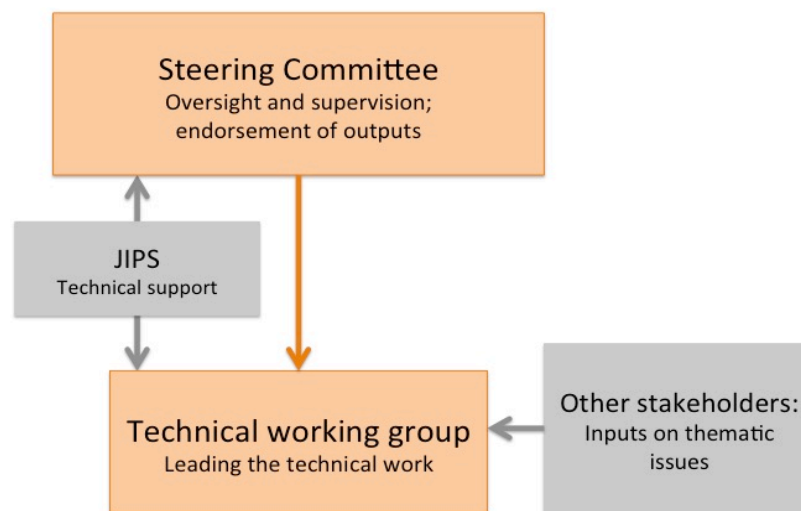 Steering Committee
Oversight and supervision;
endorsement of outputs
JIPS
Technical support
Technical working group
Leading the technical work
Other stakeholders:
Inputs on thematic
issues